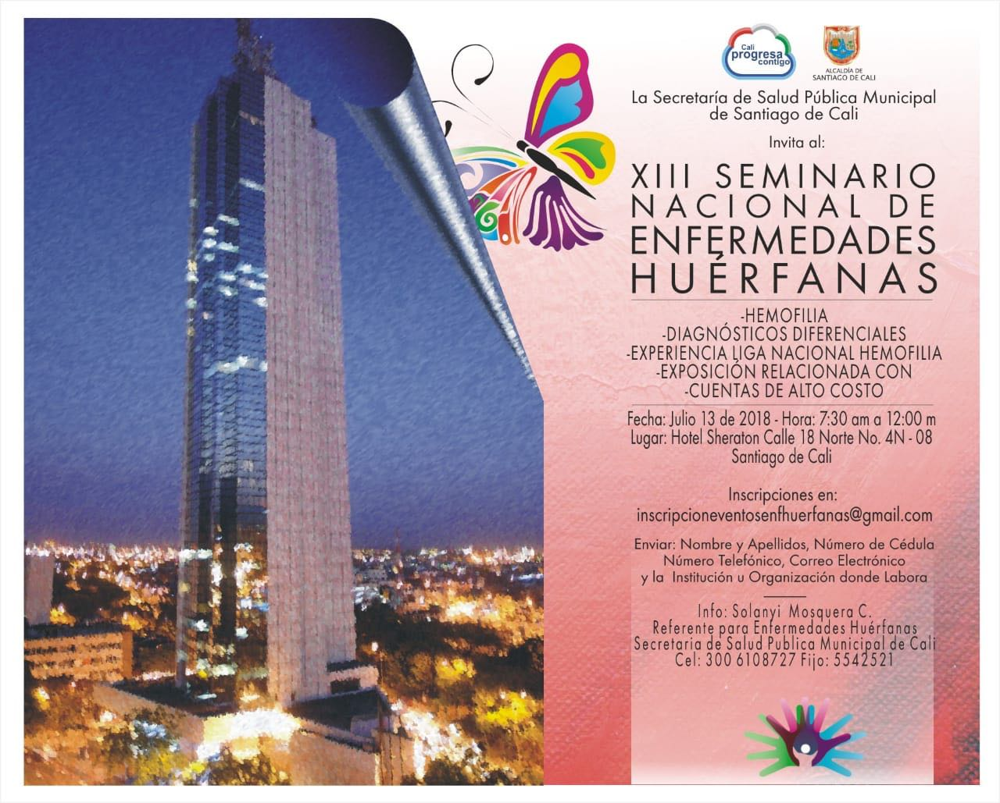 Cali
progresa
contigo
ALCALDÍA DE
SANTIAGO DE CALI
La Secretaría de Salud Pública Municipal
de Santiago de Cali
Invita al:
XIII SEMINARIO
NACIONAL DE
ENFERMEDADES
HUÉRFANAS
-HEMOFILIA
-DIAGNÓSTICOS DIFERENCIALES
-EXPERIENCIA LIGA NACIONAL HEMOFILIA
-EXPOSICIÓN RELACIONADA CON
-CUENTAS DE ALTO COSTO
Fecha: Julio 13 de 2018 - Hora: 7:30 am a 12:00 m
Lugar: Hotel Sheraton Calle 18 Norte No. 4N - 08
Santiago de Cali
Inscripciones en:
inscripcioneventosenfhuerfanas@gmail.com
Enviar: Nombre y Apellidos, Número de Cédula
Número Telefónico, Correo Electrónico
y la Institución u Organización donde Labora
Info: Solanyi Mosquera C.
Referente para Enfermedades Huérfanas
Secretaria de Salud Publica Municipal de Cali
Cel: 300 6108727 Fijo: 5542521